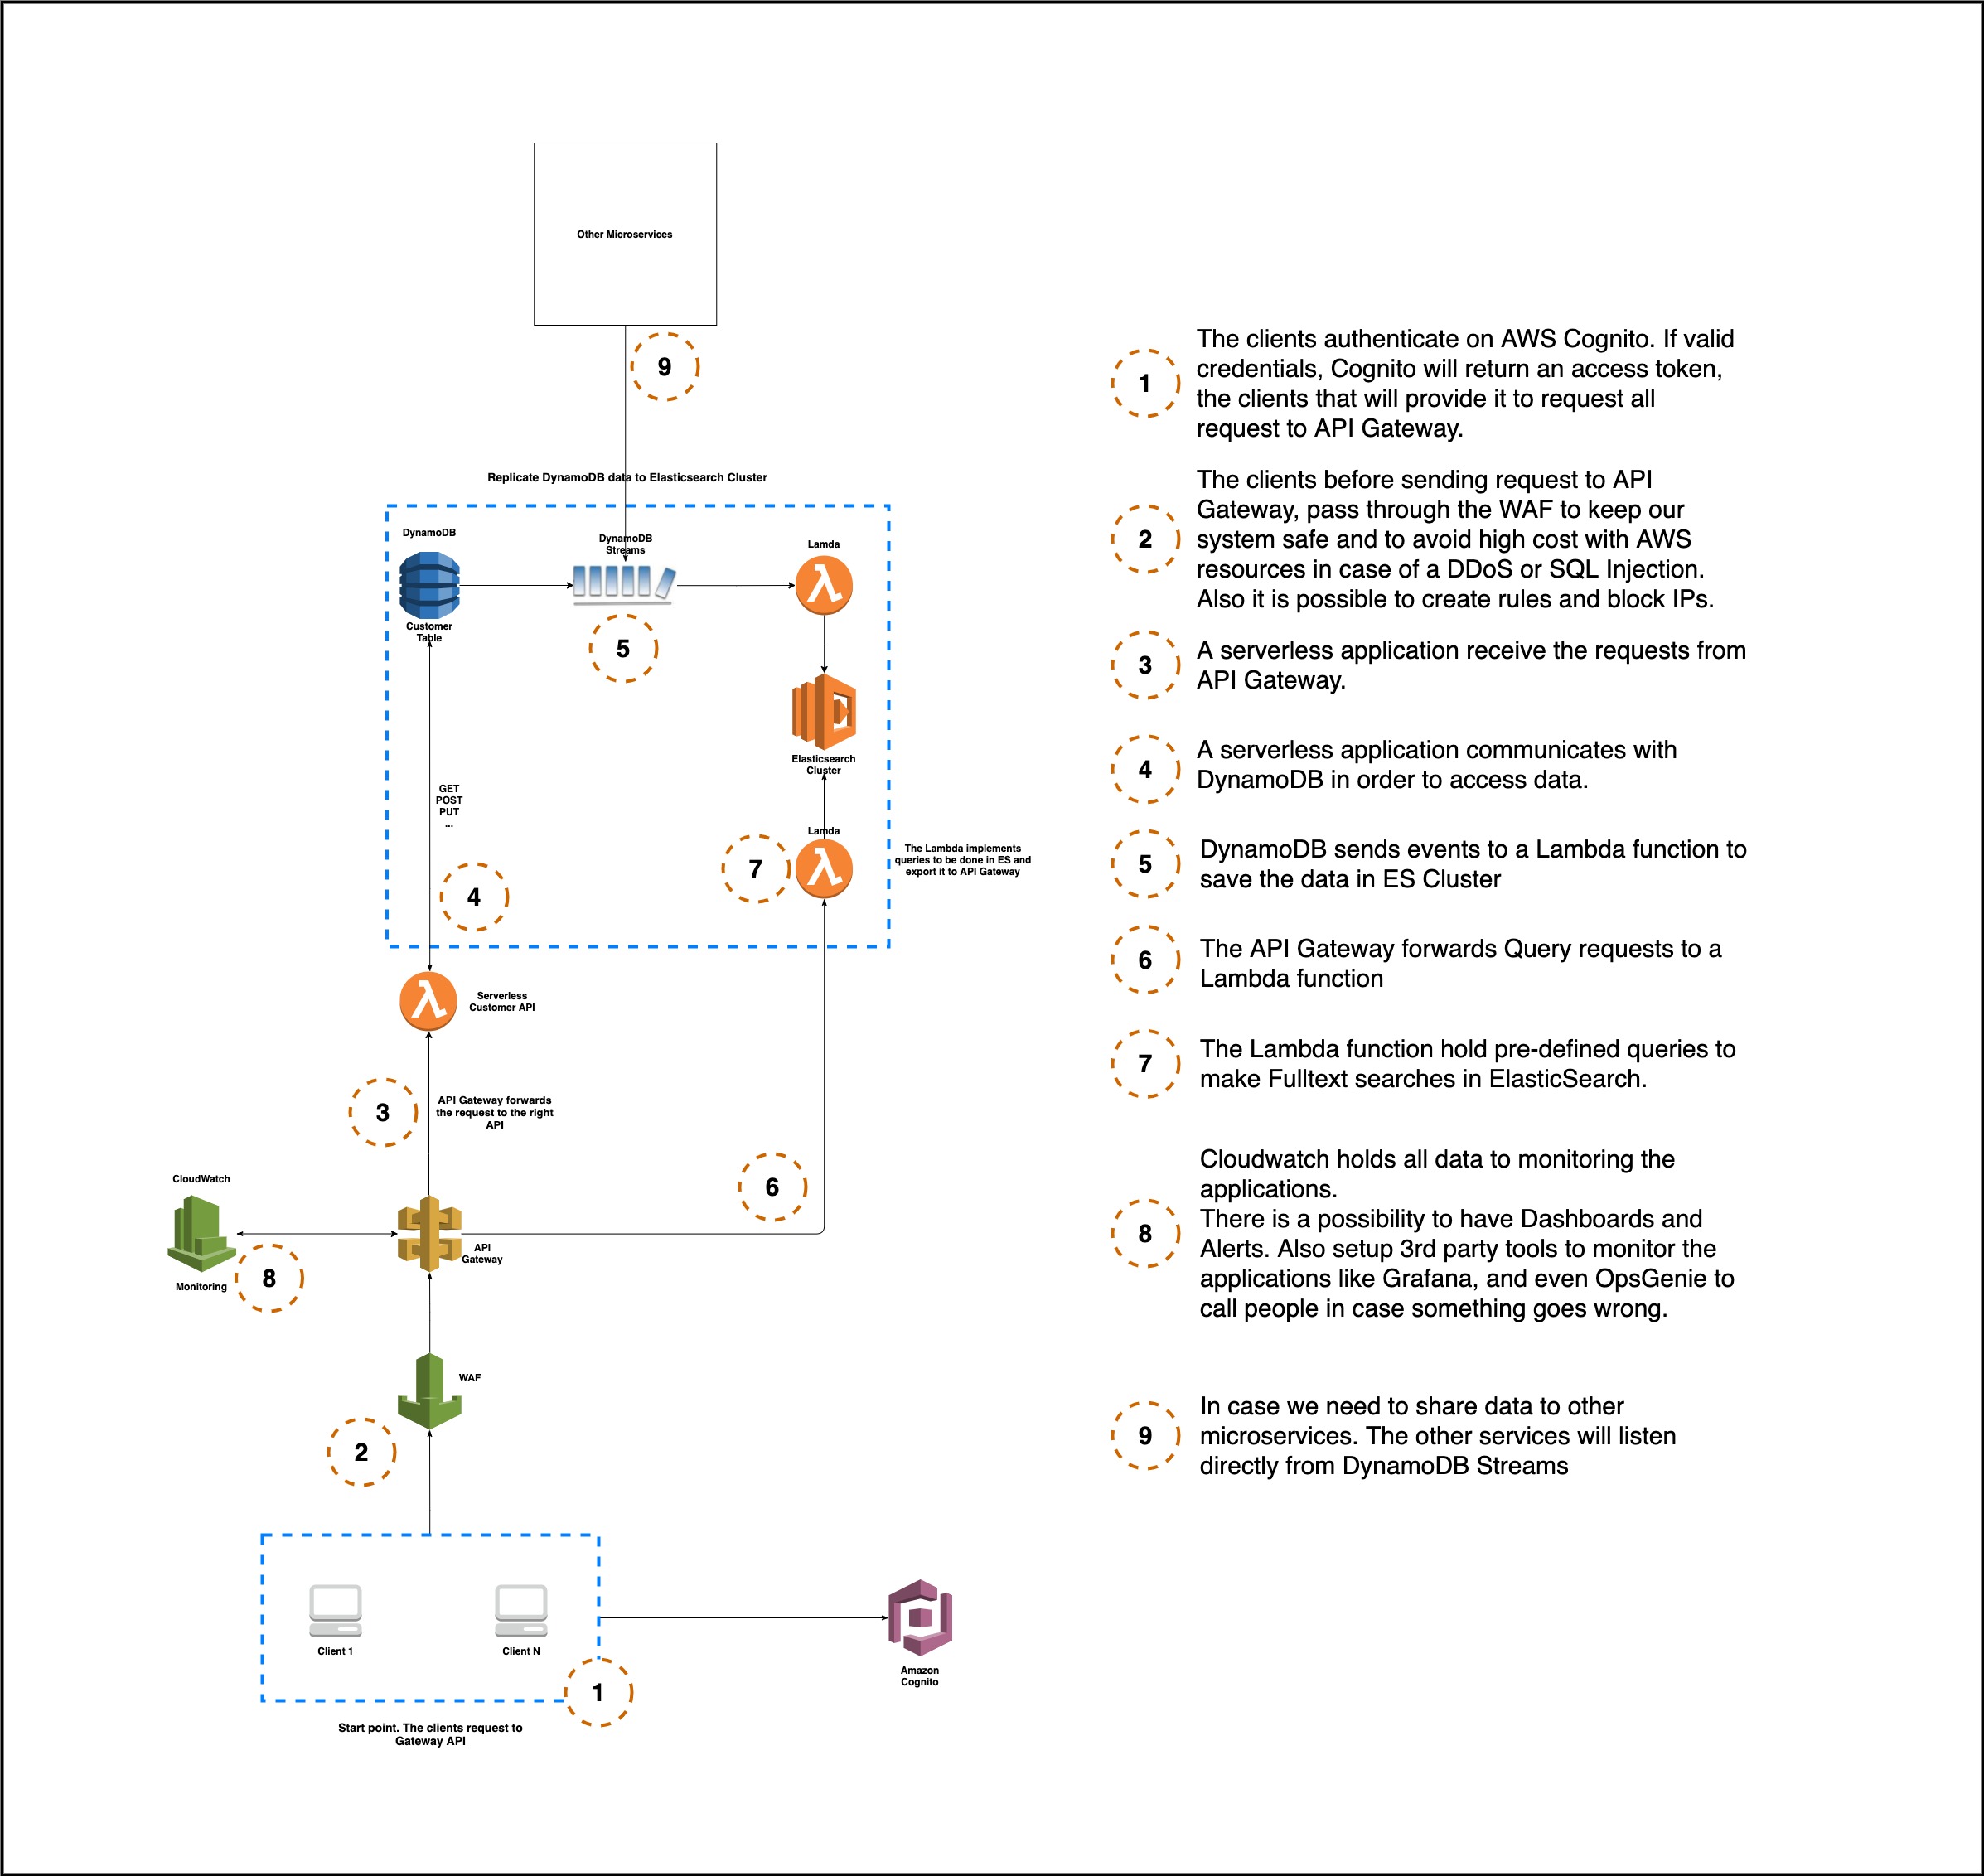 Other Microservices
9
Replicate DynamoDB data to Elasticsearch Cluster
DynamoDB
Customer
Table
DynamoDB
Streams
5
Lamda
Elasticsearch
Cluster
GET
POST
PUT
...
4
Lamda
7
The Lambda implements
queries to be done in ES and
export it to API Gateway
Serverless
Customer API
3
API Gateway forwards
the request to the right
API
6
CloudWatch
Monitoring
8
API
Gateway
WAF
2
Client 1
Client N
1
Start point. The clients request to
Gateway API
Amazon
Cognito
1
The clients authenticate on AWS Cognito. If valid
credentials, Cognito will return an access token,
the clients that will provide it to request all
request to API Gateway.
2
The clients before sending request to API
Gateway, pass through the WAF to keep our
system safe and to avoid high cost with AWS
resources in case of a DDoS or SQL Injection.
Also it is possible to create rules and block IPs.
3
A serverless application receive the requests from
API Gateway.
4
A serverless application communicates with
DynamoDB in order to access data.
5
DynamoDB sends events to a Lambda function to
save the data in ES Cluster
6
The API Gateway forwards Query requests to a
Lambda function
7
The Lambda function hold pre-defined queries to
make Fulltext searches in ElasticSearch.
8
Cloudwatch holds all data to monitoring the
applications.
There is a possibility to have Dashboards and
Alerts. Also setup 3rd party tools to monitor the
applications like Grafana, and even OpsGenie to
call people in case something goes wrong.
9
In case we need to share data to other
microservices. The other services will listen
directly from DynamoDB Streams